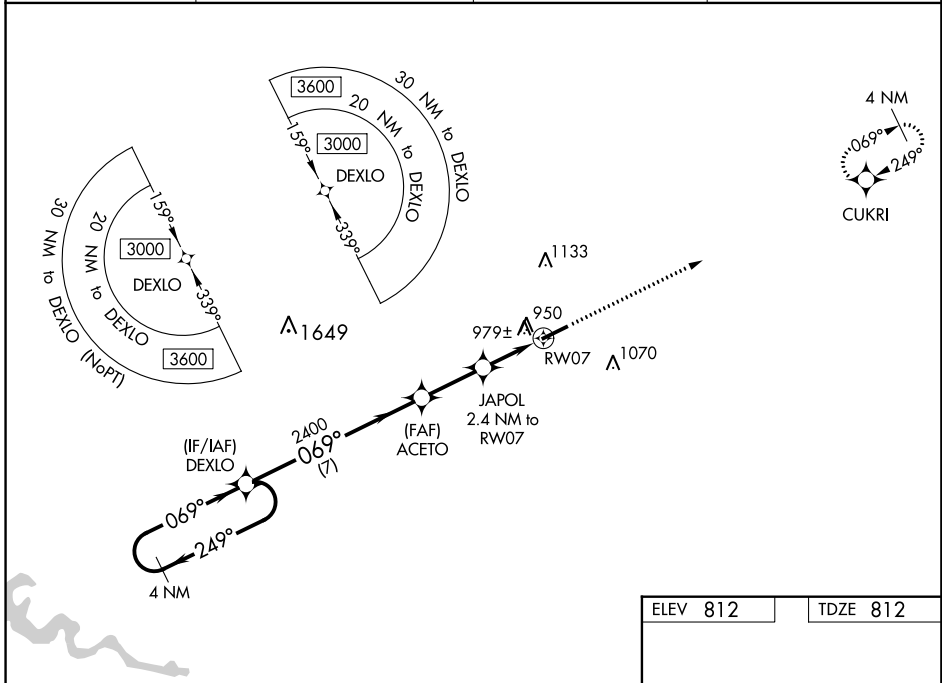 3600
30 NM to DEXLO
20 NM to DEXLO
159°
3000
DEXLO
339°
4 NM
069°
249°
CUKRI
159°
30 NM to DEXLO (NoPT)
20 NM to DEXLO
3000
DEXLO
339°
3600
1649
1133
979±
950
RW07
1070
JAPOL
2.4 NM to
RW07
(FAF)
ACETO
2400
069°
(7)
(IF/IAF)
DEXLO
069°
249°
4 NM
ELEV 812
TDZE 812